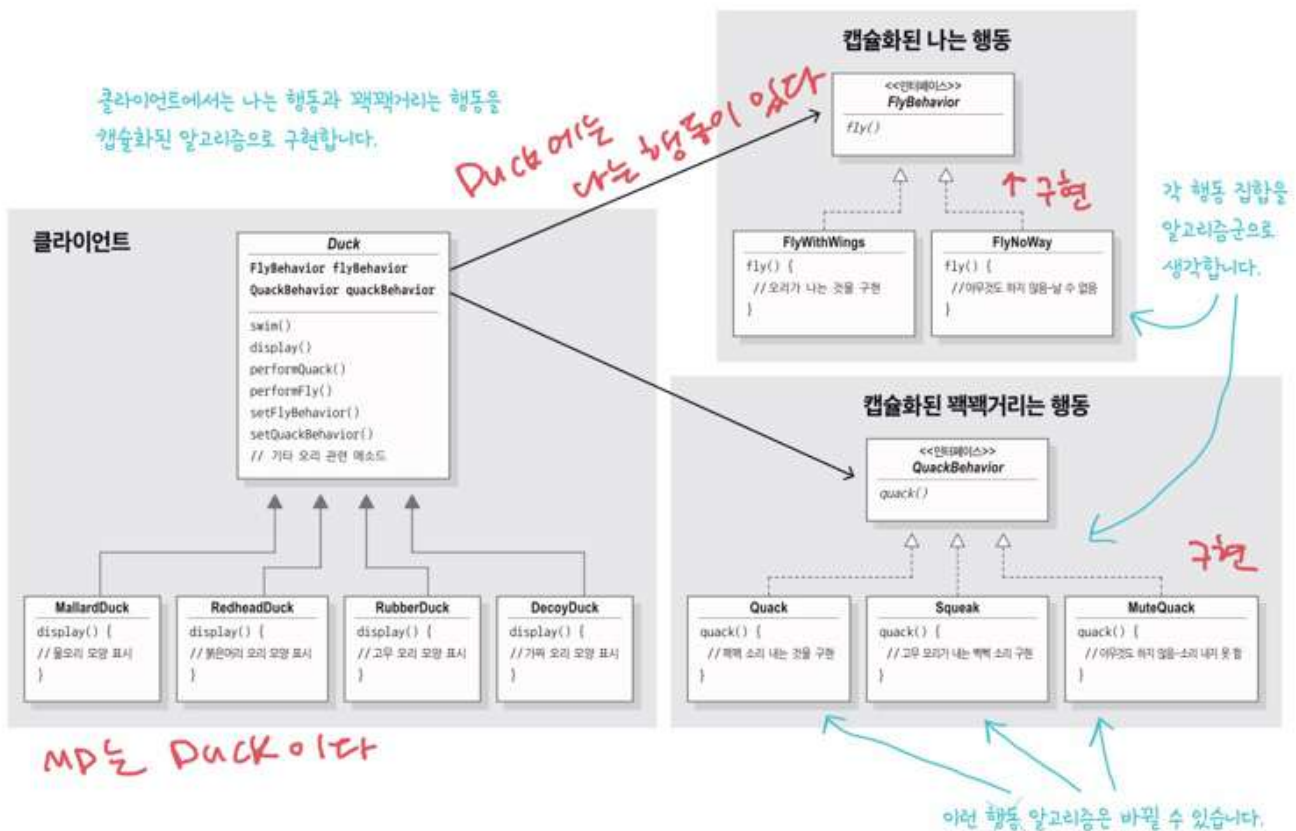 클라이언트에서는 나는 행동과 꽥꽥거리는 행동을
캡슐화된 알고리즘으로 구현합니다.
Duck에는
나는 행동이 있다
캡슐화된 나는 행동
<<인터페이스>>
FlyBehavior
fly()
↑ 구현
FlyWithWings
fly() {
//오리가 나는 것을 구현
}
FlyNoWay
fly() {
//아무것도 하지 않음-날 수 없음
}
각 행동 집합을
알고리즘군으로
생각합니다.
클라이언트
Duck
FlyBehavior flyBehavior
QuackBehavior quackBehavior
swim()
display()
performQuack()
performFly()
setFlyBehavior()
setQuackBehavior()
// 기타 오리 관련 메소드
MallardDuck
display() {
//물오리 모양 표시
}
RedheadDuck
display() {
//붉은머리 오리 모양 표시
}
RubberDuck
display() {
//고무 오리 모양 표시
}
DecoyDuck
display() {
//가짜 오리 모양 표시
}
MD는 Duck이다
캡슐화된 꽥꽥거리는 행동
<<인터페이스>>
QuackBehavior
quack()
구현
Quack
quack() {
//꽥꽥 소리 내는 것을 구현
}
Squeak
quack() {
//고무 오리가 내는 삑삑 소리 구현
}
MuteQuack
quack() {
//아무것도 하지 않음-소리 내지 못 함
}
이런 행동 알고리즘은 바뀔 수 있습니다.